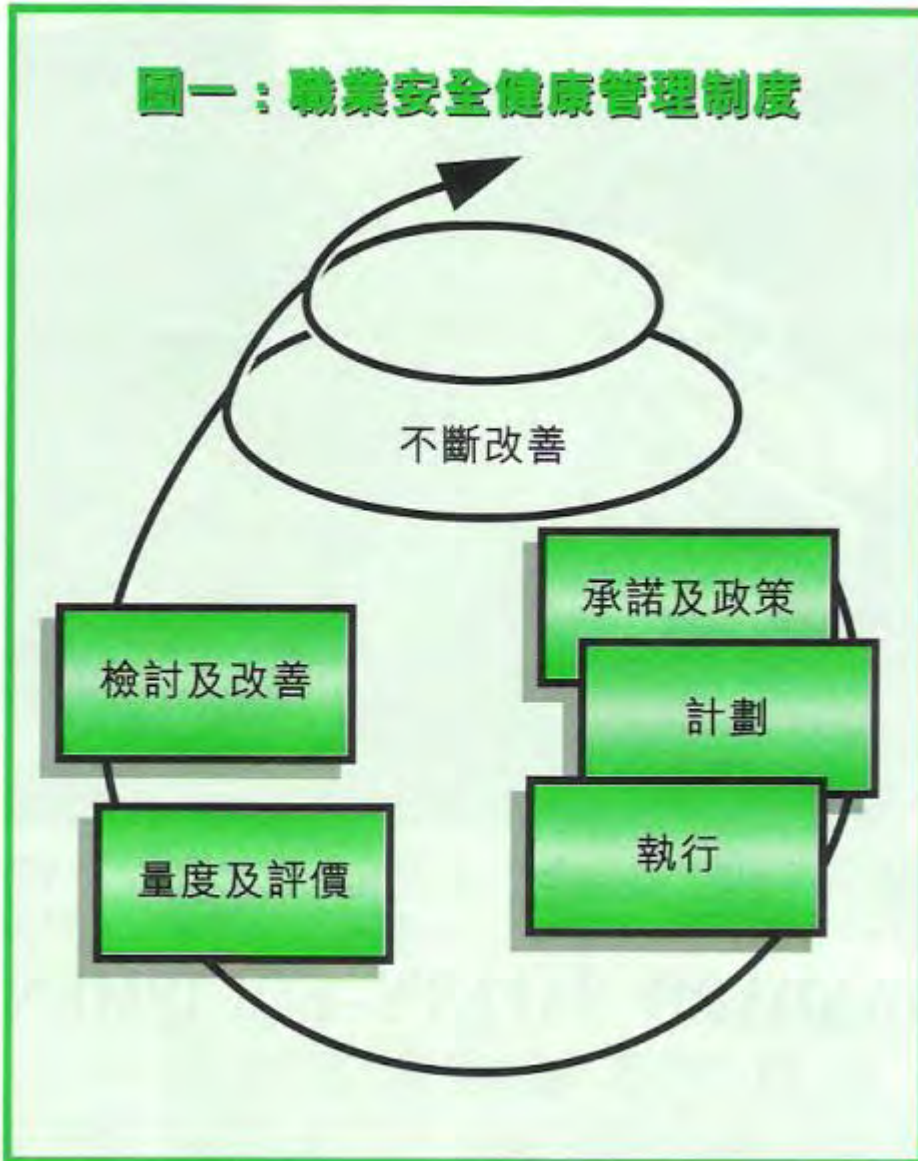 圖一：職業安全健康管理制度
不斷改善
承諾及政策
計劃
執行
量度及評價
檢討及改善